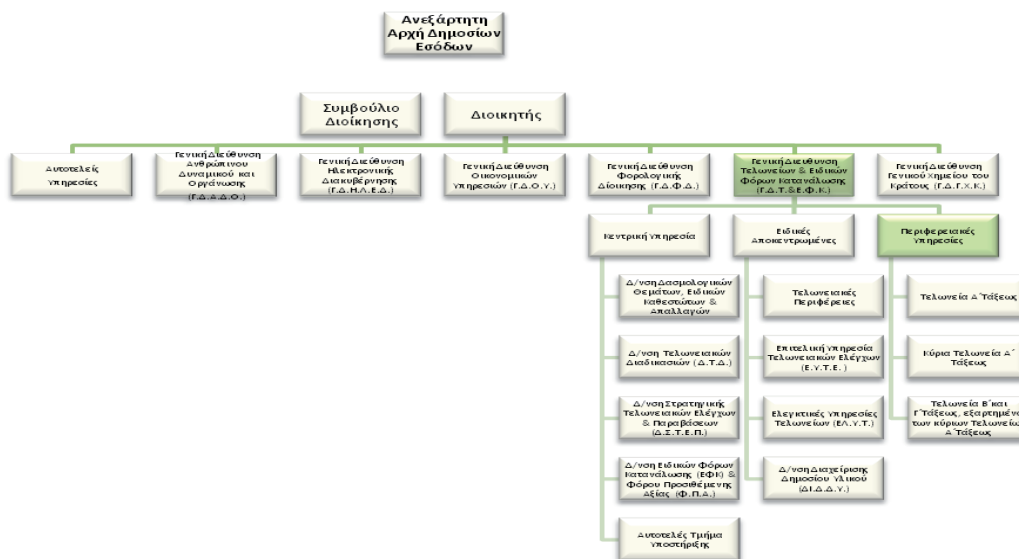 Ανεξάρτητη
Αρχή Δημοσίων
Εσόδων
Συμβούλιο
Διοίκησης
Διοικητής
Αυτοτελείς
Υπηρεσίες
Γενική Διεύθυνση
Ανθρώπινου
Δυναμικού και
Οργάνωσης
(Γ.Δ.Α.Δ.Ο.)
Γενική Διεύθυνση
Ηλεκτρονικής
Διακυβέρνησης
(Γ.Δ.ΗΛ.Ε.Δ.)
Γενική Διεύθυνση
Οικονομικών
Υπηρεσιών (Γ.Δ.Ο.Υ.)
Γενική Διεύθυνση
Φορολογικής
Διοίκησης (Γ.Δ.Φ.Δ.)
Γενική Διεύθυνση
Τελωνείων & Ειδικών
Φόρων Κατανάλωσης
(Γ.Δ.Τ.&Ε.Φ.Κ.)
Γενική Διεύθυνση
Γενικού Χημείου του
Κράτους (Γ.Δ.Γ.Χ.Κ.)
Κεντρική Υπηρεσία
Ειδικές
Αποκεντρωμένες
Περιφερειακές
Υπηρεσίες
Δ/νση Δασμολογικών
Θεμάτων, Ειδικών
Καθεστώτων &
Απαλλαγών
Δ/νση Τελωνειακών
Διαδικασιών (Δ.Τ.Δ.)
Δ/νση Στρατηγικής
Τελωνειακών Ελέγχων
& Παραβάσεων
(Δ.Σ.Τ.Ε.Π.)
Δ/νση Ειδικών Φόρων
Κατανάλωσης (ΕΦΚ) &
Φόρου Προσιθέμενης
Αξίας (Φ.Π.Α.)
Αυτοτελές Τμήμα
Υποστήριξης
Τελωνειακές
Περιφέρειες
Επιτελική Υπηρεσία
Τελωνειακών Ελέγχων
(Ε.Υ.Τ.Ε.)
Ελεγκτικές Υπηρεσίες
Τελωνείων (ΕΛ.Υ.Τ.)
Δ/νση Διαχείρισης
Δημοσίου Υλικού
(ΔΙ.Δ.Δ.Υ.)
Τελωνεία Α΄Τάξεως
Κύρια Τελωνεία Α΄
Τάξεως
Τελωνεία Β΄και
Γ΄Τάξεως, εξαρτημένα
των κύριων Τελωνείων
Α΄Τάξεως